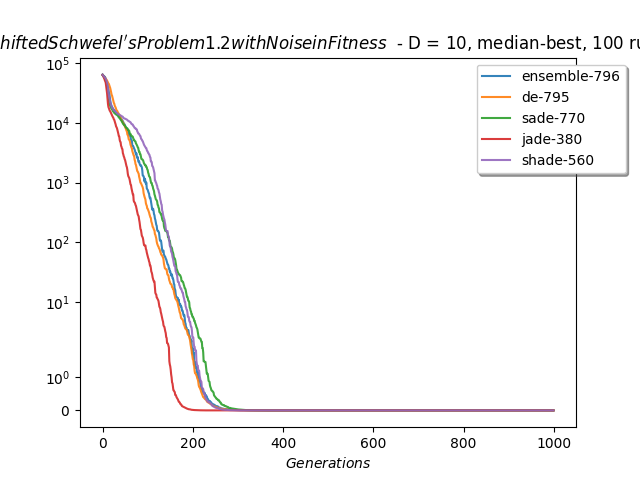 hiftedSchwefel'sProblem1.2withNoiseinFitness - D = 10, median-best, 100 ru
10^5
10^4
10^3
10^2
10^1
10^0
0
ensemble-796
de-795
sade-770
jade-380
shade-560
0 200 400 600 800 1000
Generations